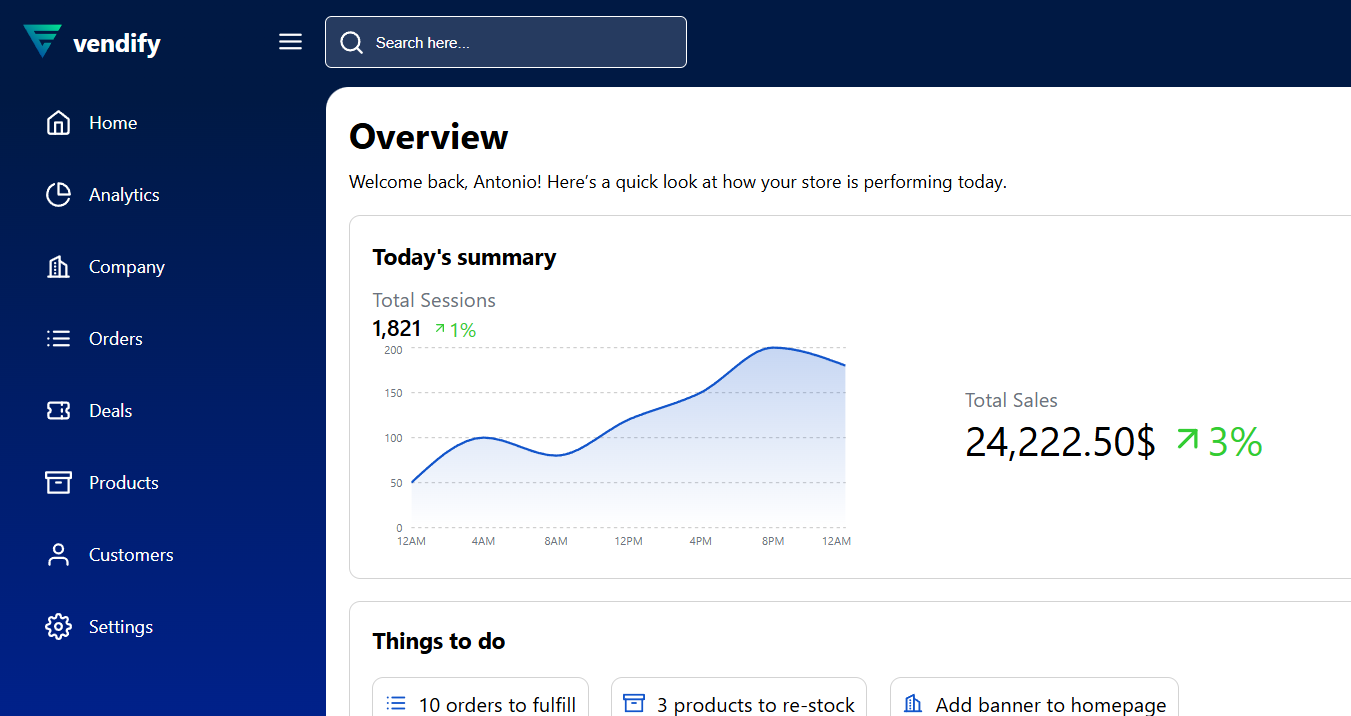 vendify
Search here...
Home
Analytics
Company
Orders
Deals
Products
Customers
Settings
Overview
Welcome back, Antonio! Here’s a quick look at how your store is performing today.
Today's summary
Total Sessions
1,821 1%
200
150
100
50
0
12AM 4AM 8AM 12PM 4PM 8PM 12AM
Total Sales
24,222.50$ 3%
Things to do
10 orders to fulfill
3 products to re-stock
Add banner to homepage